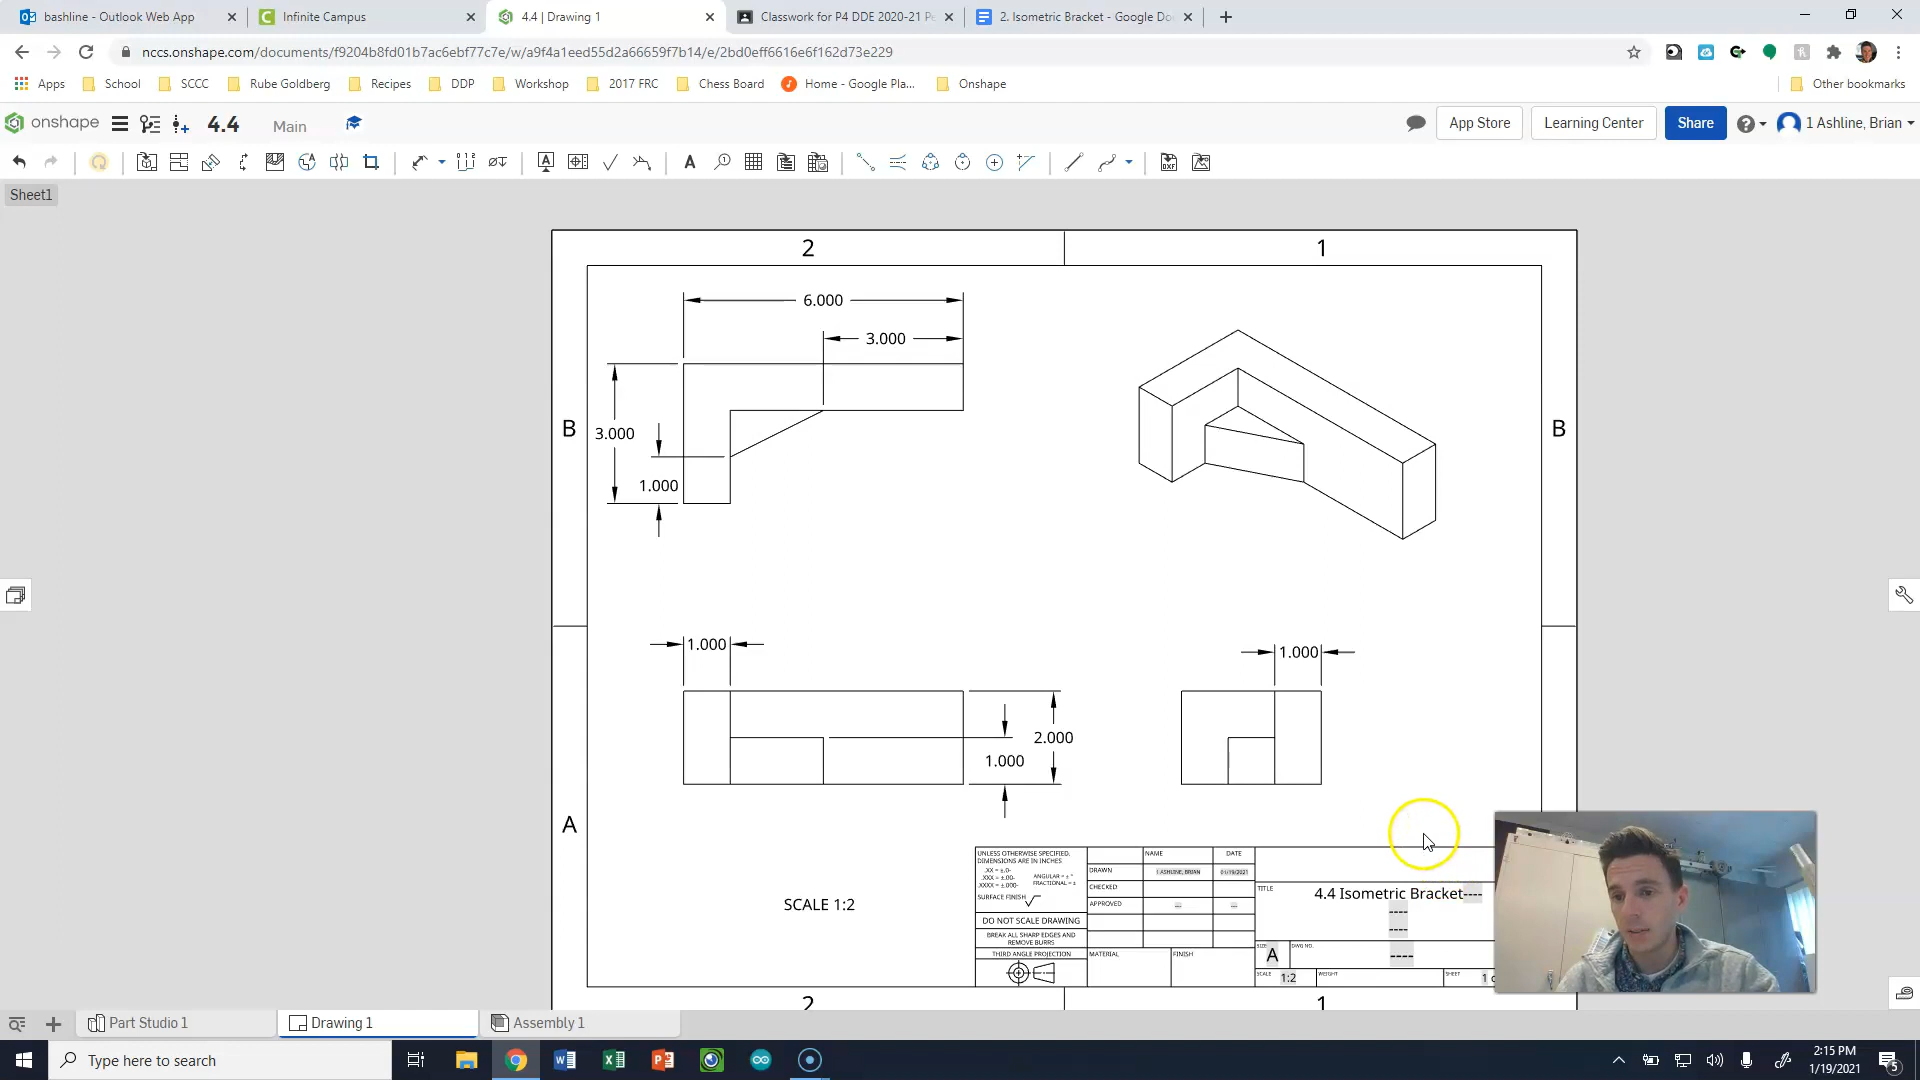 bashline - Outlook Web App
Infinite Campus
4.4 | Drawing 1
Classwork for P4 DDE 2020-21 Pe
2. Isometric Bracket - Google Do
nccs.onshape.com/documents/f9204b8fd01b7ac6ebf77c7e/w/a9f4a1eed55d2a66659f7b14/e/2bd0eff6616e6f162d73e229
Apps
School
SCCC
Rube Goldberg
Recipes
DDP
Workshop
2017 FRC
Chess Board
Home - Google Pla...
Onshape
Other bookmarks
onshape
4.4
Main
App Store
Learning Center
Share
1 Ashline, Brian
Sheet1
2
1
6.000
3.000
B
3.000
1.000
B
1.000
1.000
2.000
1.000
A
SCALE 1:2
UNLESS OTHERWISE SPECIFIED,
DIMENSIONS ARE IN INCHES
.XX = ±.0-
.XXX = ±.00-
.XXXX = ±.000-
ANGULAR = ± °
FRACTIONAL = ±
SURFACE FINISH
DO NOT SCALE DRAWING
BREAK ALL SHARP EDGES AND
REMOVE BURRS
THIRD ANGLE PROJECTION
NAME
DATE
DRAWN
1 ASHLINE, BRIAN
01/19/2021
CHECKED
APPROVED
MATERIAL
FINISH
TITLE
4.4 Isometric Bracket----
----
----
SIZE
A
DWG NO.
----
SCALE
1:2
WEIGHT
SHEET
1 o
2
1
Part Studio 1
Drawing 1
Assembly 1
Type here to search
2:15 PM
1/19/2021
5